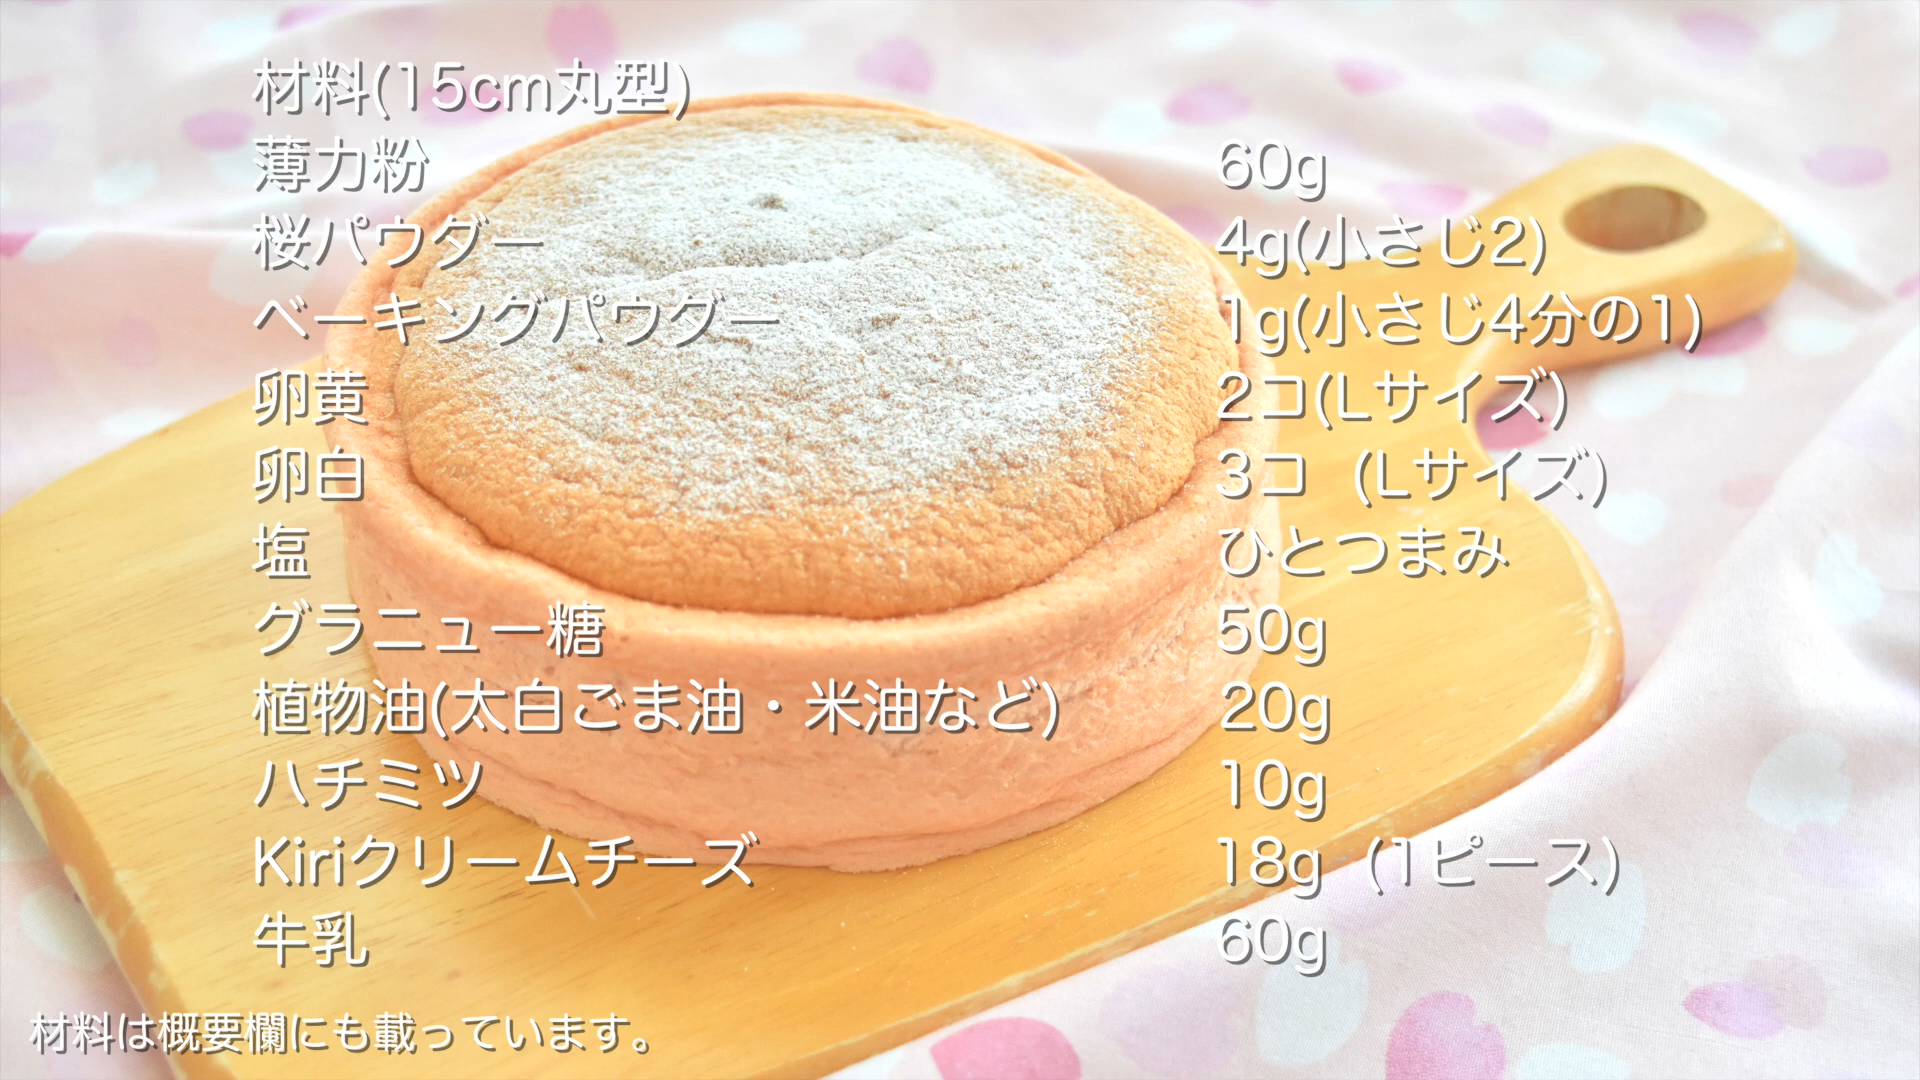 材料(15cm丸型)
薄力粉 60g
桜パウダー 4g(小さじ2)
ベーキングパウダー 1g(小さじ4分の1)
卵黄 2コ(Lサイズ)
卵白 3コ (Lサイズ)
塩 ひとつまみ
グラニュー糖 50g
植物油(太白ごま油・米油など) 20g
ハチミツ 10g
Kiriクリームチーズ 18g (1ピース)
牛乳 60g
材料は概要欄にも載っています。